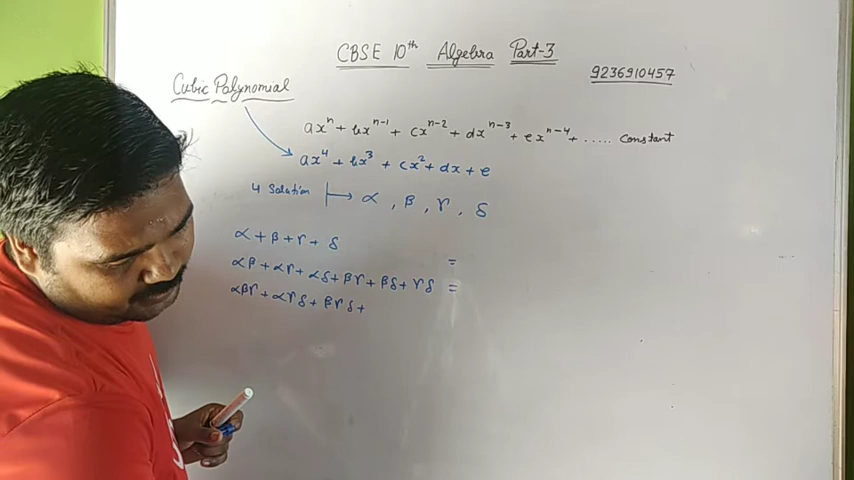 CBSE 10th Algebra Part-3
9236910457
Cubic Polynomial
ax^n + bx^n-1 + cx^n-2 + dx^n-3 + ex^n-4 + ..... constant
ax^4 + bx^3 + cx^2 + dx + e
4 Solution → α , β , γ , δ
α + β + γ + δ
αβ + αγ + αδ + βγ + βδ + γδ =
αβγ + αγδ + βγδ + =